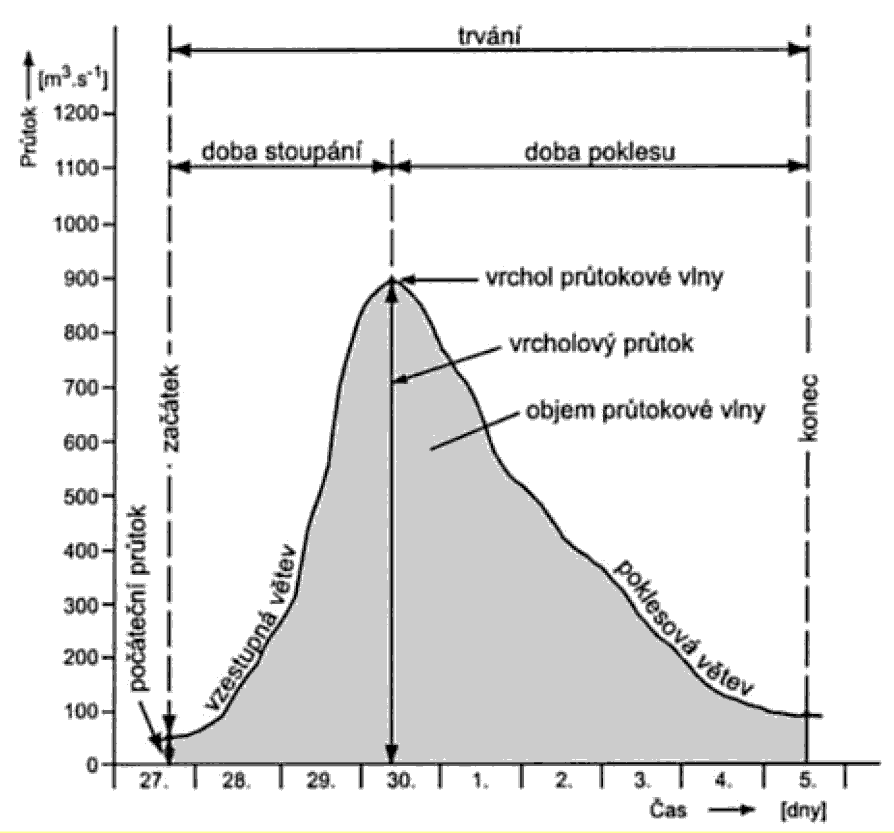 trvání
[m³.s⁻¹]
Průtok
1200
doba stoupání
doba poklesu
1100
1000
900
vrchol průtokové vlny
800
vrcholový průtok
700
začátek
konec
objem průtokové vlny
600
500
počáteční průtok
400
vzestupná větev
poklesová větev
300
200
100
0
27. 28. 29. 30. 1. 2. 3. 4. 5.
Čas [dny]